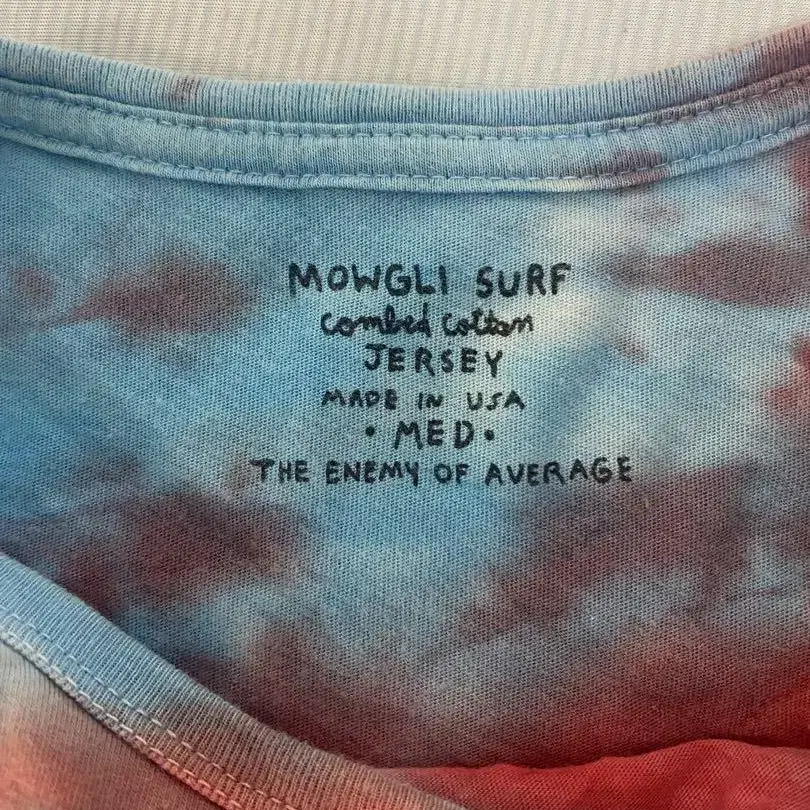 MOWGLI SURF
combed cotton
JERSEY
MADE IN USA
• MED •
THE ENEMY OF AVERAGE